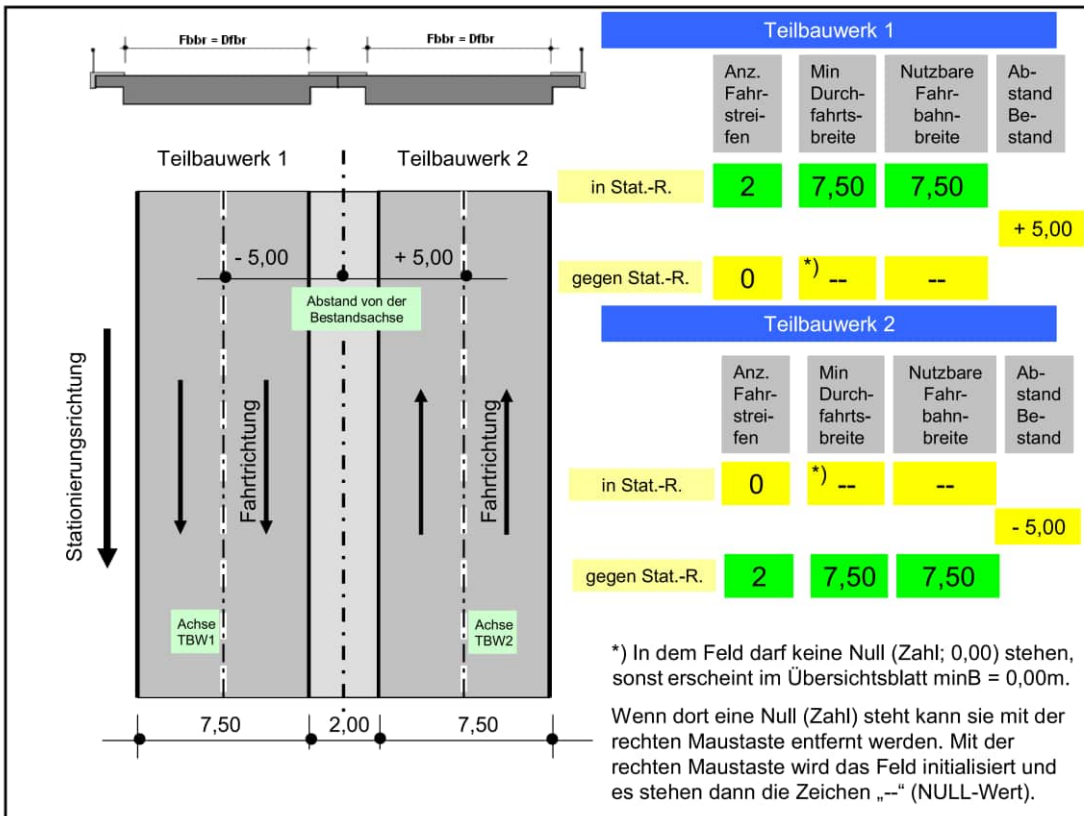 Fbbr = Dfbr
Fbbr = Dfbr
Teilbauwerk 1
Teilbauwerk 2
- 5,00
+ 5,00
Abstand von der
Bestandsachse
Stationierungsrichtung
Fahrtrichtung
Fahrtrichtung
Achse
TBW1
Achse
TBW2
7,50
2,00
7,50
Teilbauwerk 1
Anz.
Fahr-
strei-
fen
Min
Durch-
fahrts-
breite
Nutzbare
Fahr-
bahn-
breite
Ab-
stand
Be-
stand
in Stat.-R.
2
7,50
7,50
+ 5,00
gegen Stat.-R.
0
*) --
--
Teilbauwerk 2
Anz.
Fahr-
strei-
fen
Min
Durch-
fahrts-
breite
Nutzbare
Fahr-
bahn-
breite
Ab-
stand
Be-
stand
in Stat.-R.
0
*) --
--
- 5,00
gegen Stat.-R.
2
7,50
7,50
*) In dem Feld darf keine Null (Zahl; 0,00) stehen,
sonst erscheint im Übersichtsblatt minB = 0,00m.
Wenn dort eine Null (Zahl) steht kann sie mit der
rechten Maustaste entfernt werden. Mit der
rechten Maustaste wird das Feld initialisiert und
es stehen dann die Zeichen „--“ (NULL-Wert).